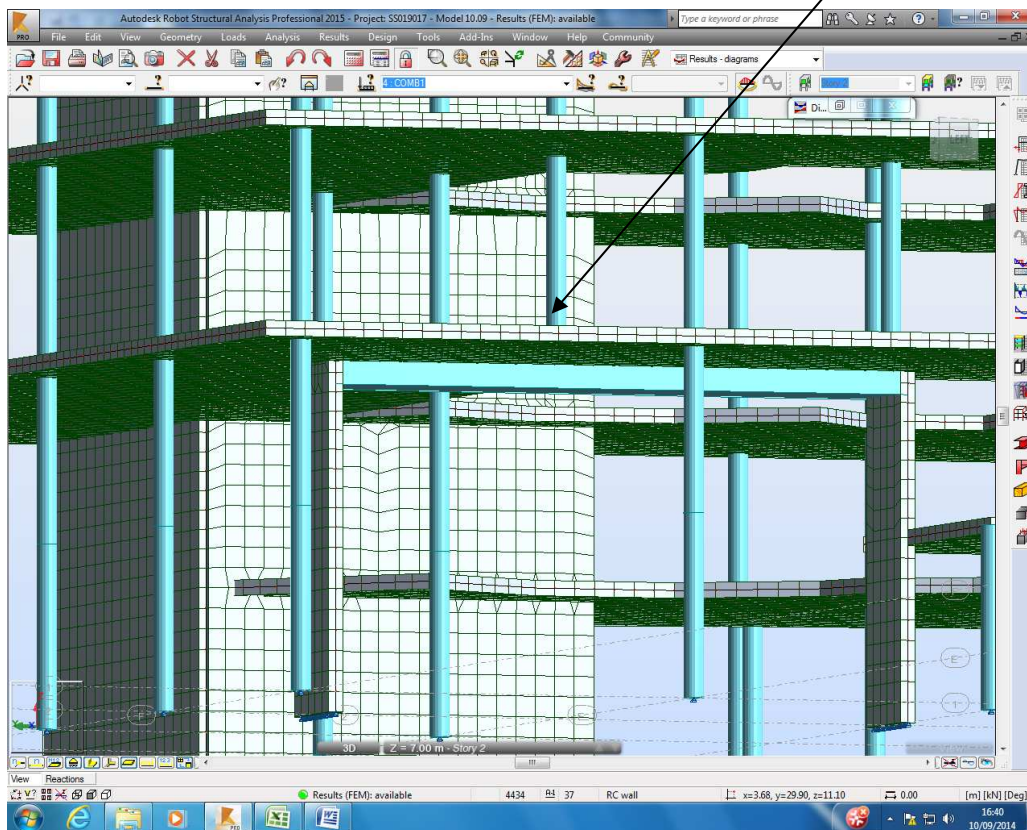 Autodesk Robot Structural Analysis Professional 2015 - Project: SS019017 - Model 10.09 - Results (FEM): available
Type a keyword or phrase
PRO
File Edit View Geometry Loads Analysis Results Design Tools Add-Ins Window Help Community
Results - diagrams
4 : COMB1
Di...
LEFT
3D Z = 7,00 m - Story 2
View Reactions
Results (FEM): available 4434 37 RC wall x=3.68, y=29.90, z=11.10 0.00 [m] [kN] [Deg]
16:40
10/09/2014